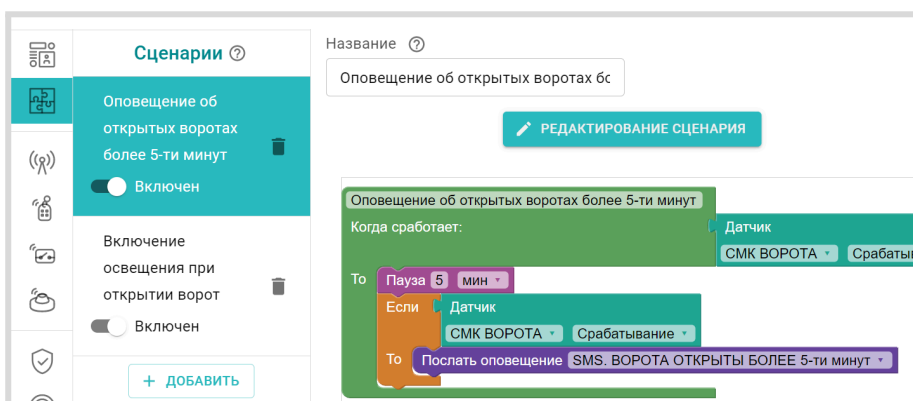 Сценарии
Оповещение об
открытых воротах
более 5-ти минут
Включен
Включение
освещения при
открытии ворот
Включен
+ ДОБАВИТЬ
Название
Оповещение об открытых воротах бо
РЕДАКТИРОВАНИЕ СЦЕНАРИЯ
Оповещение об открытых воротах более 5-ти минут
Когда сработает:
Датчик
СМК ВОРОТА Срабаты
То Пауза 5 мин
Если Датчик
СМК ВОРОТА Срабатывание
То Послать оповещение SMS. ВОРОТА ОТКРЫТЫ БОЛЕЕ 5-ти минут